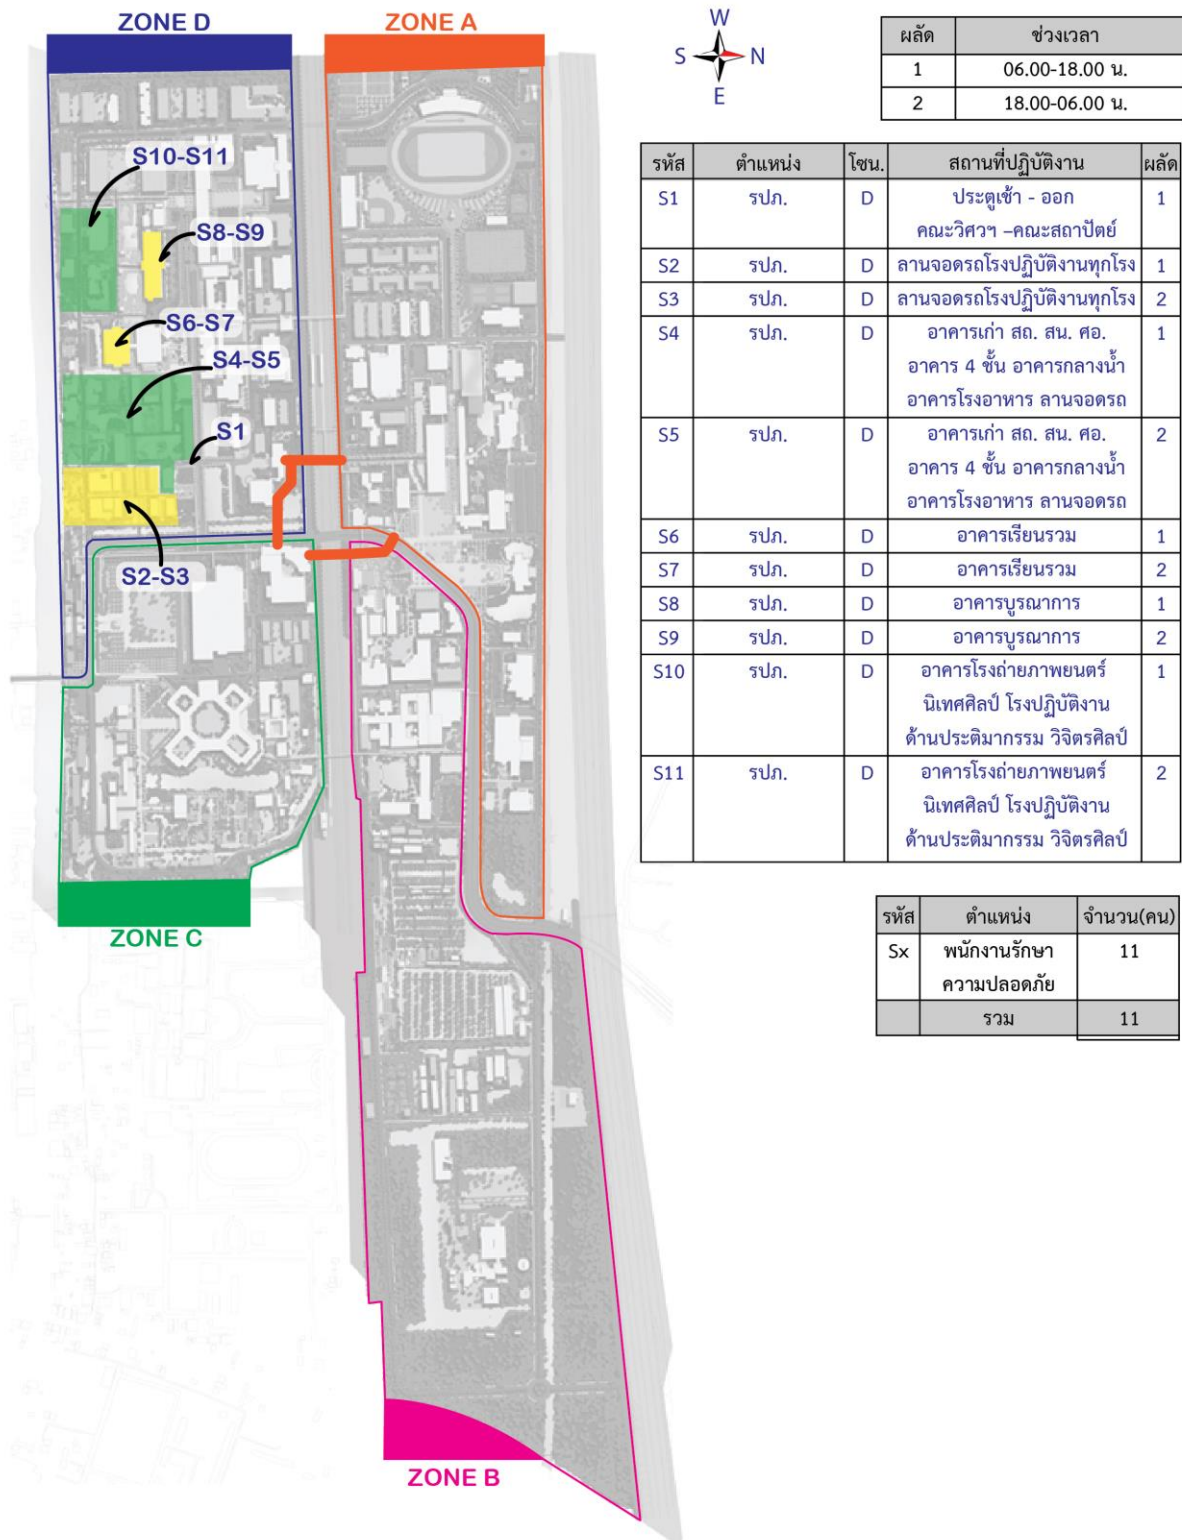 ZONE D
ZONE A
W
S N
E
ผลัด ช่วงเวลา
1 06.00-18.00 น.
2 18.00-06.00 น.
S10-S11
S8-S9
S6-S7
S4-S5
S1
S2-S3
ZONE C
ZONE B
รหัส ตำแหน่ง โซน. สถานที่ปฏิบัติงาน ผลัด
S1 รปภ. D ประตูเช้า - ออก 1
คณะวิศวฯ –คณะสถาปัตย์
S2 รปภ. D ลานจอดรถโรงปฏิบัติงานทุกโรง 1
S3 รปภ. D ลานจอดรถโรงปฏิบัติงานทุกโรง 2
S4 รปภ. D อาคารเก่า สถ. สน. ศอ. 1
อาคาร 4 ชั้น อาคารกลางน้ำ
อาคารโรงอาหาร ลานจอดรถ
S5 รปภ. D อาคารเก่า สถ. สน. ศอ. 2
อาคาร 4 ชั้น อาคารกลางน้ำ
อาคารโรงอาหาร ลานจอดรถ
S6 รปภ. D อาคารเรียนรวม 1
S7 รปภ. D อาคารเรียนรวม 2
S8 รปภ. D อาคารบูรณาการ 1
S9 รปภ. D อาคารบูรณาการ 2
S10 รปภ. D อาคารโรงถ่ายภาพยนตร์ 1
นิเทศศิลป์ โรงปฏิบัติงาน
ด้านประติมากรรม วิจิตรศิลป์
S11 รปภ. D อาคารโรงถ่ายภาพยนตร์ 2
นิเทศศิลป์ โรงปฏิบัติงาน
ด้านประติมากรรม วิจิตรศิลป์
รหัส ตำแหน่ง จำนวน(คน)
Sx พนักงานรักษา 11
ความปลอดภัย
รวม 11